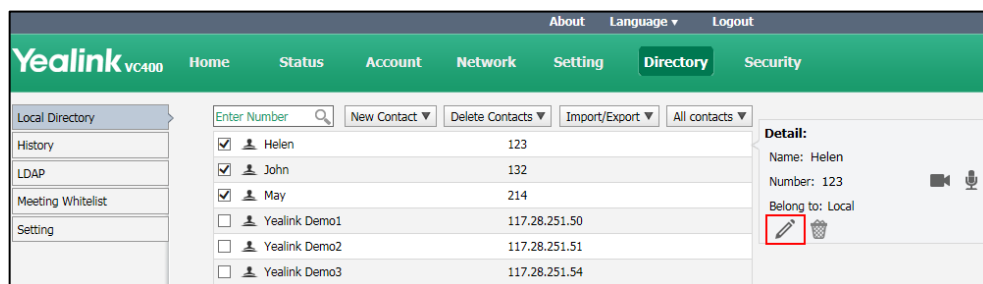 About Language ▾ Logout
Yealink VC400 Home Status Account Network Setting Directory Security
Local Directory
History
LDAP
Meeting Whitelist
Setting
Enter Number New Contact ▼ Delete Contacts ▼ Import/Export ▼ All contacts ▼
Helen 123
John 132
May 214
Yealink Demo1 117.28.251.50
Yealink Demo2 117.28.251.51
Yealink Demo3 117.28.251.54
Detail:
Name: Helen
Number: 123
Belong to: Local